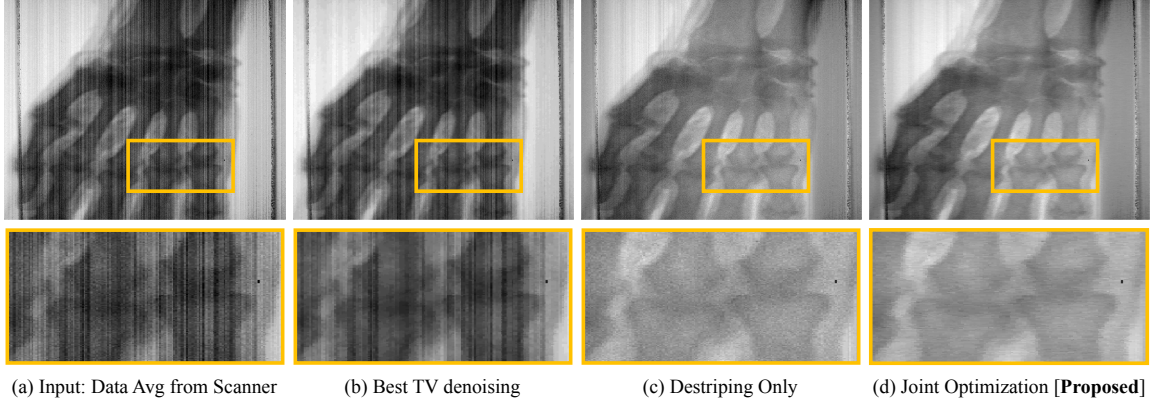 (a) Input: Data Avg from Scanner
(b) Best TV denoising
(c) Destriping Only
(d) Joint Optimization [Proposed]